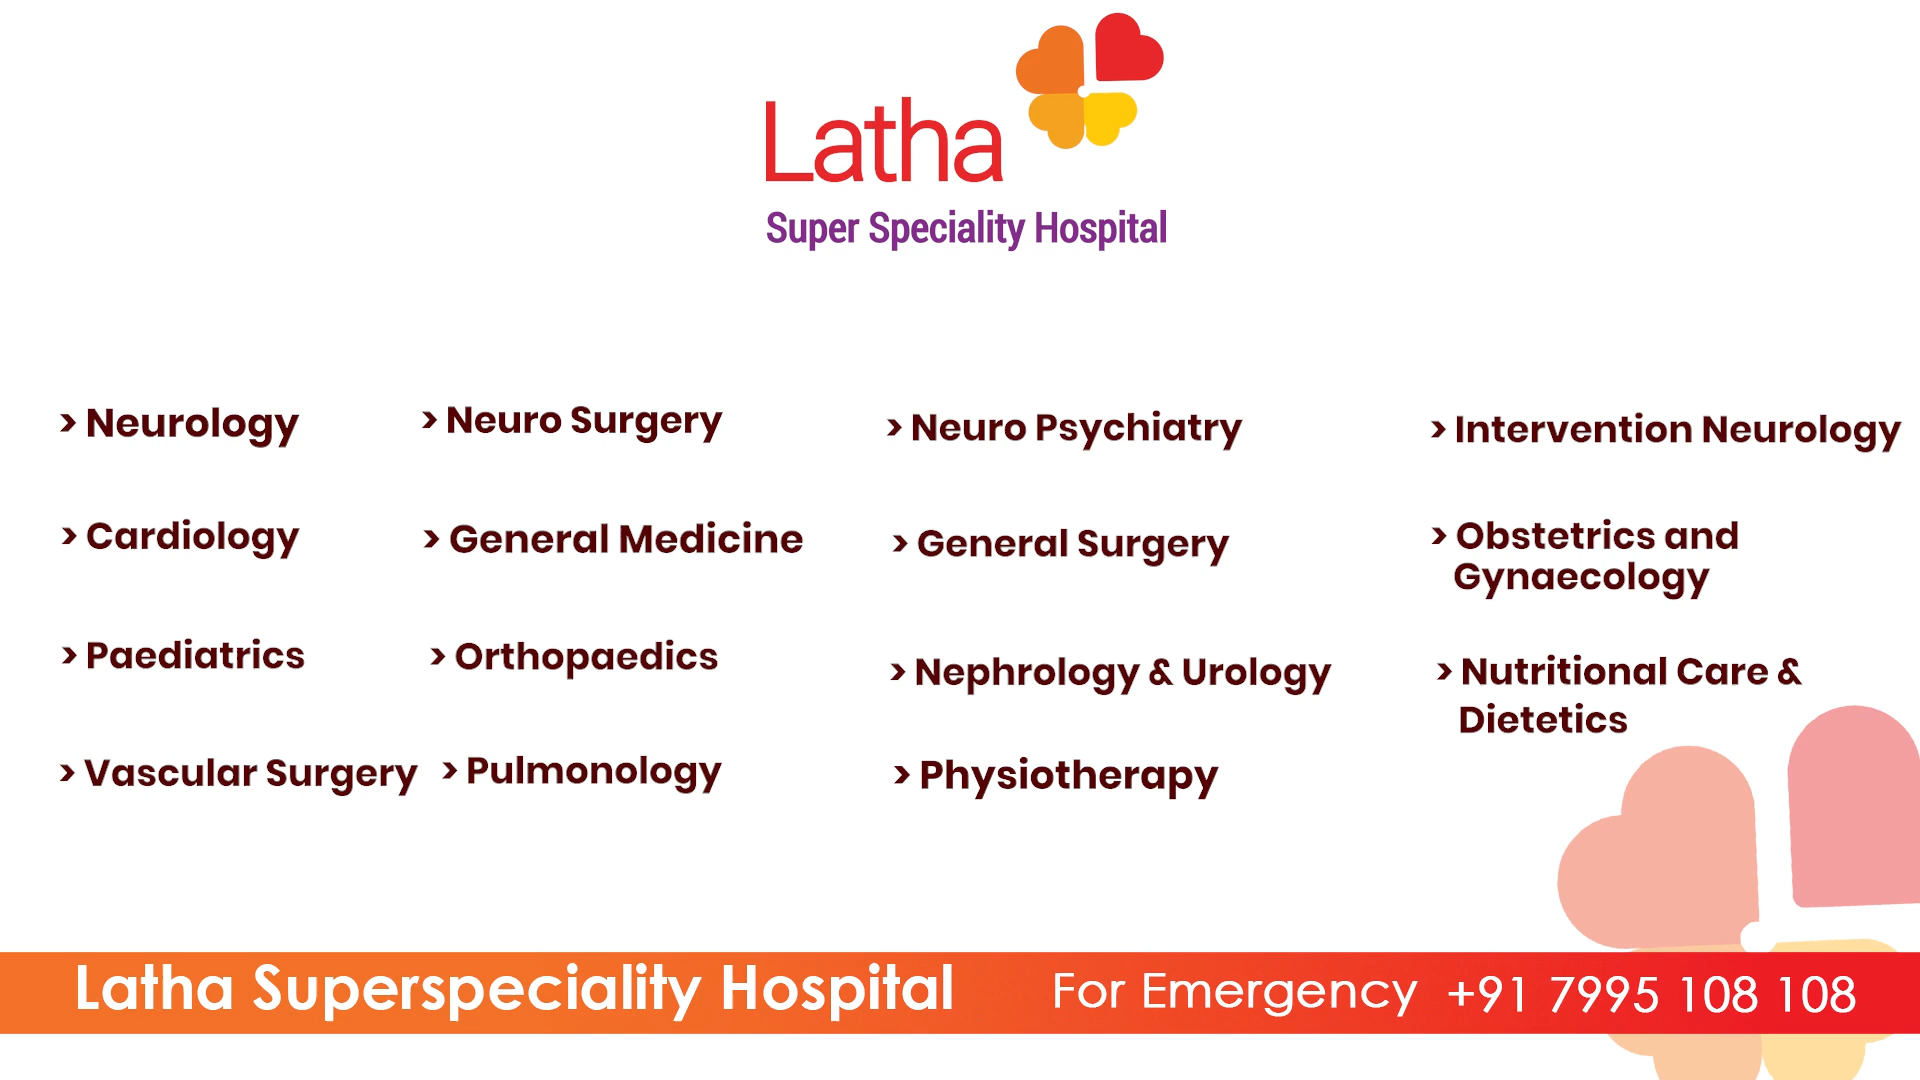 Latha
Super Speciality Hospital
> Neurology
> Neuro Surgery
> Neuro Psychiatry
> Intervention Neurology
> Cardiology
> General Medicine
> General Surgery
> Obstetrics and
Gynaecology
> Paediatrics
> Orthopaedics
> Nephrology & Urology
> Nutritional Care &
Dietetics
> Vascular Surgery
> Pulmonology
> Physiotherapy
Latha Superspeciality Hospital
For Emergency +91 7995 108 108